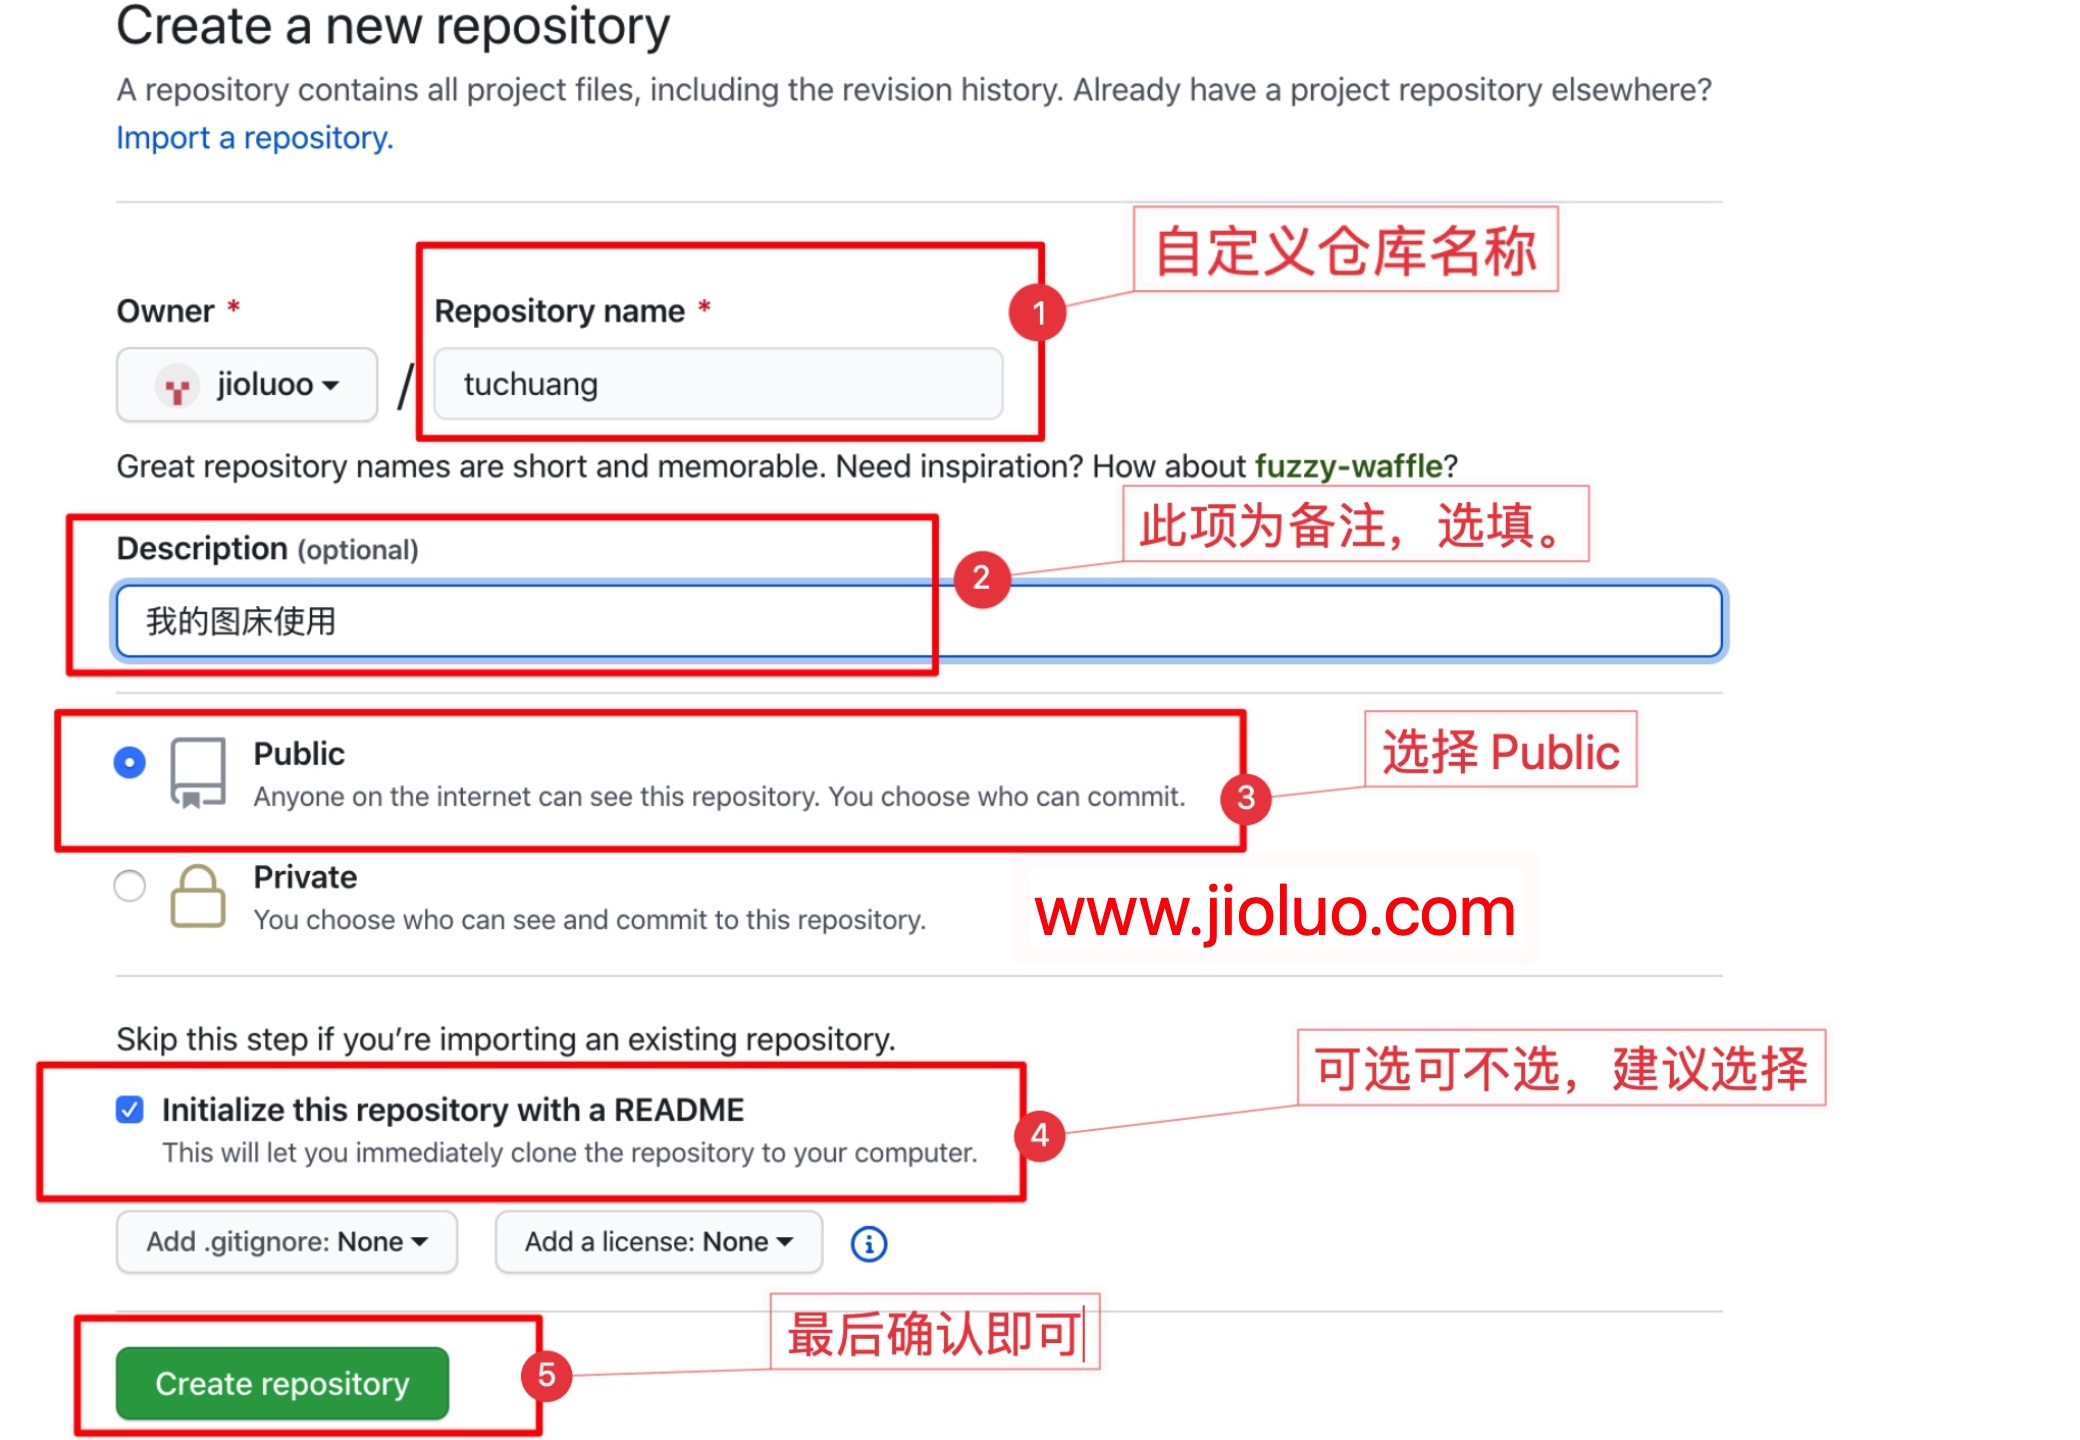 Create a new repository
A repository contains all project files, including the revision history. Already have a project repository elsewhere?
Import a repository.
自定义仓库名称
Owner *
Repository name *
1
jioluoo
/
tuchuang
Great repository names are short and memorable. Need inspiration? How about fuzzy-waffle?
此项为备注，选填。
Description (optional)
2
我的图床使用
选择 Public
Public
Anyone on the internet can see this repository. You choose who can commit.
3
Private
You choose who can see and commit to this repository.
www.jioluo.com
Skip this step if you’re importing an existing repository.
可选可不选，建议选择
Initialize this repository with a README
This will let you immediately clone the repository to your computer.
4
Add .gitignore: None
Add a license: None
最后确认即可
Create repository
5